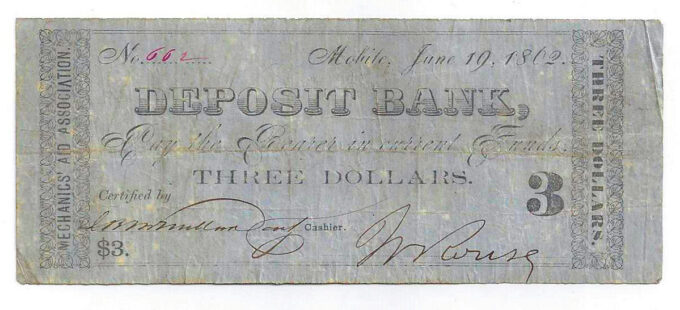 MECHANICS' AID ASSOCIATION.
No. 662
Mobile, June 19, 1862.
DEPOSIT BANK,
Pay the Bearer in current Funds.
THREE DOLLARS.
3
Certified by
Cashier.
$3.
THREE DOLLARS.